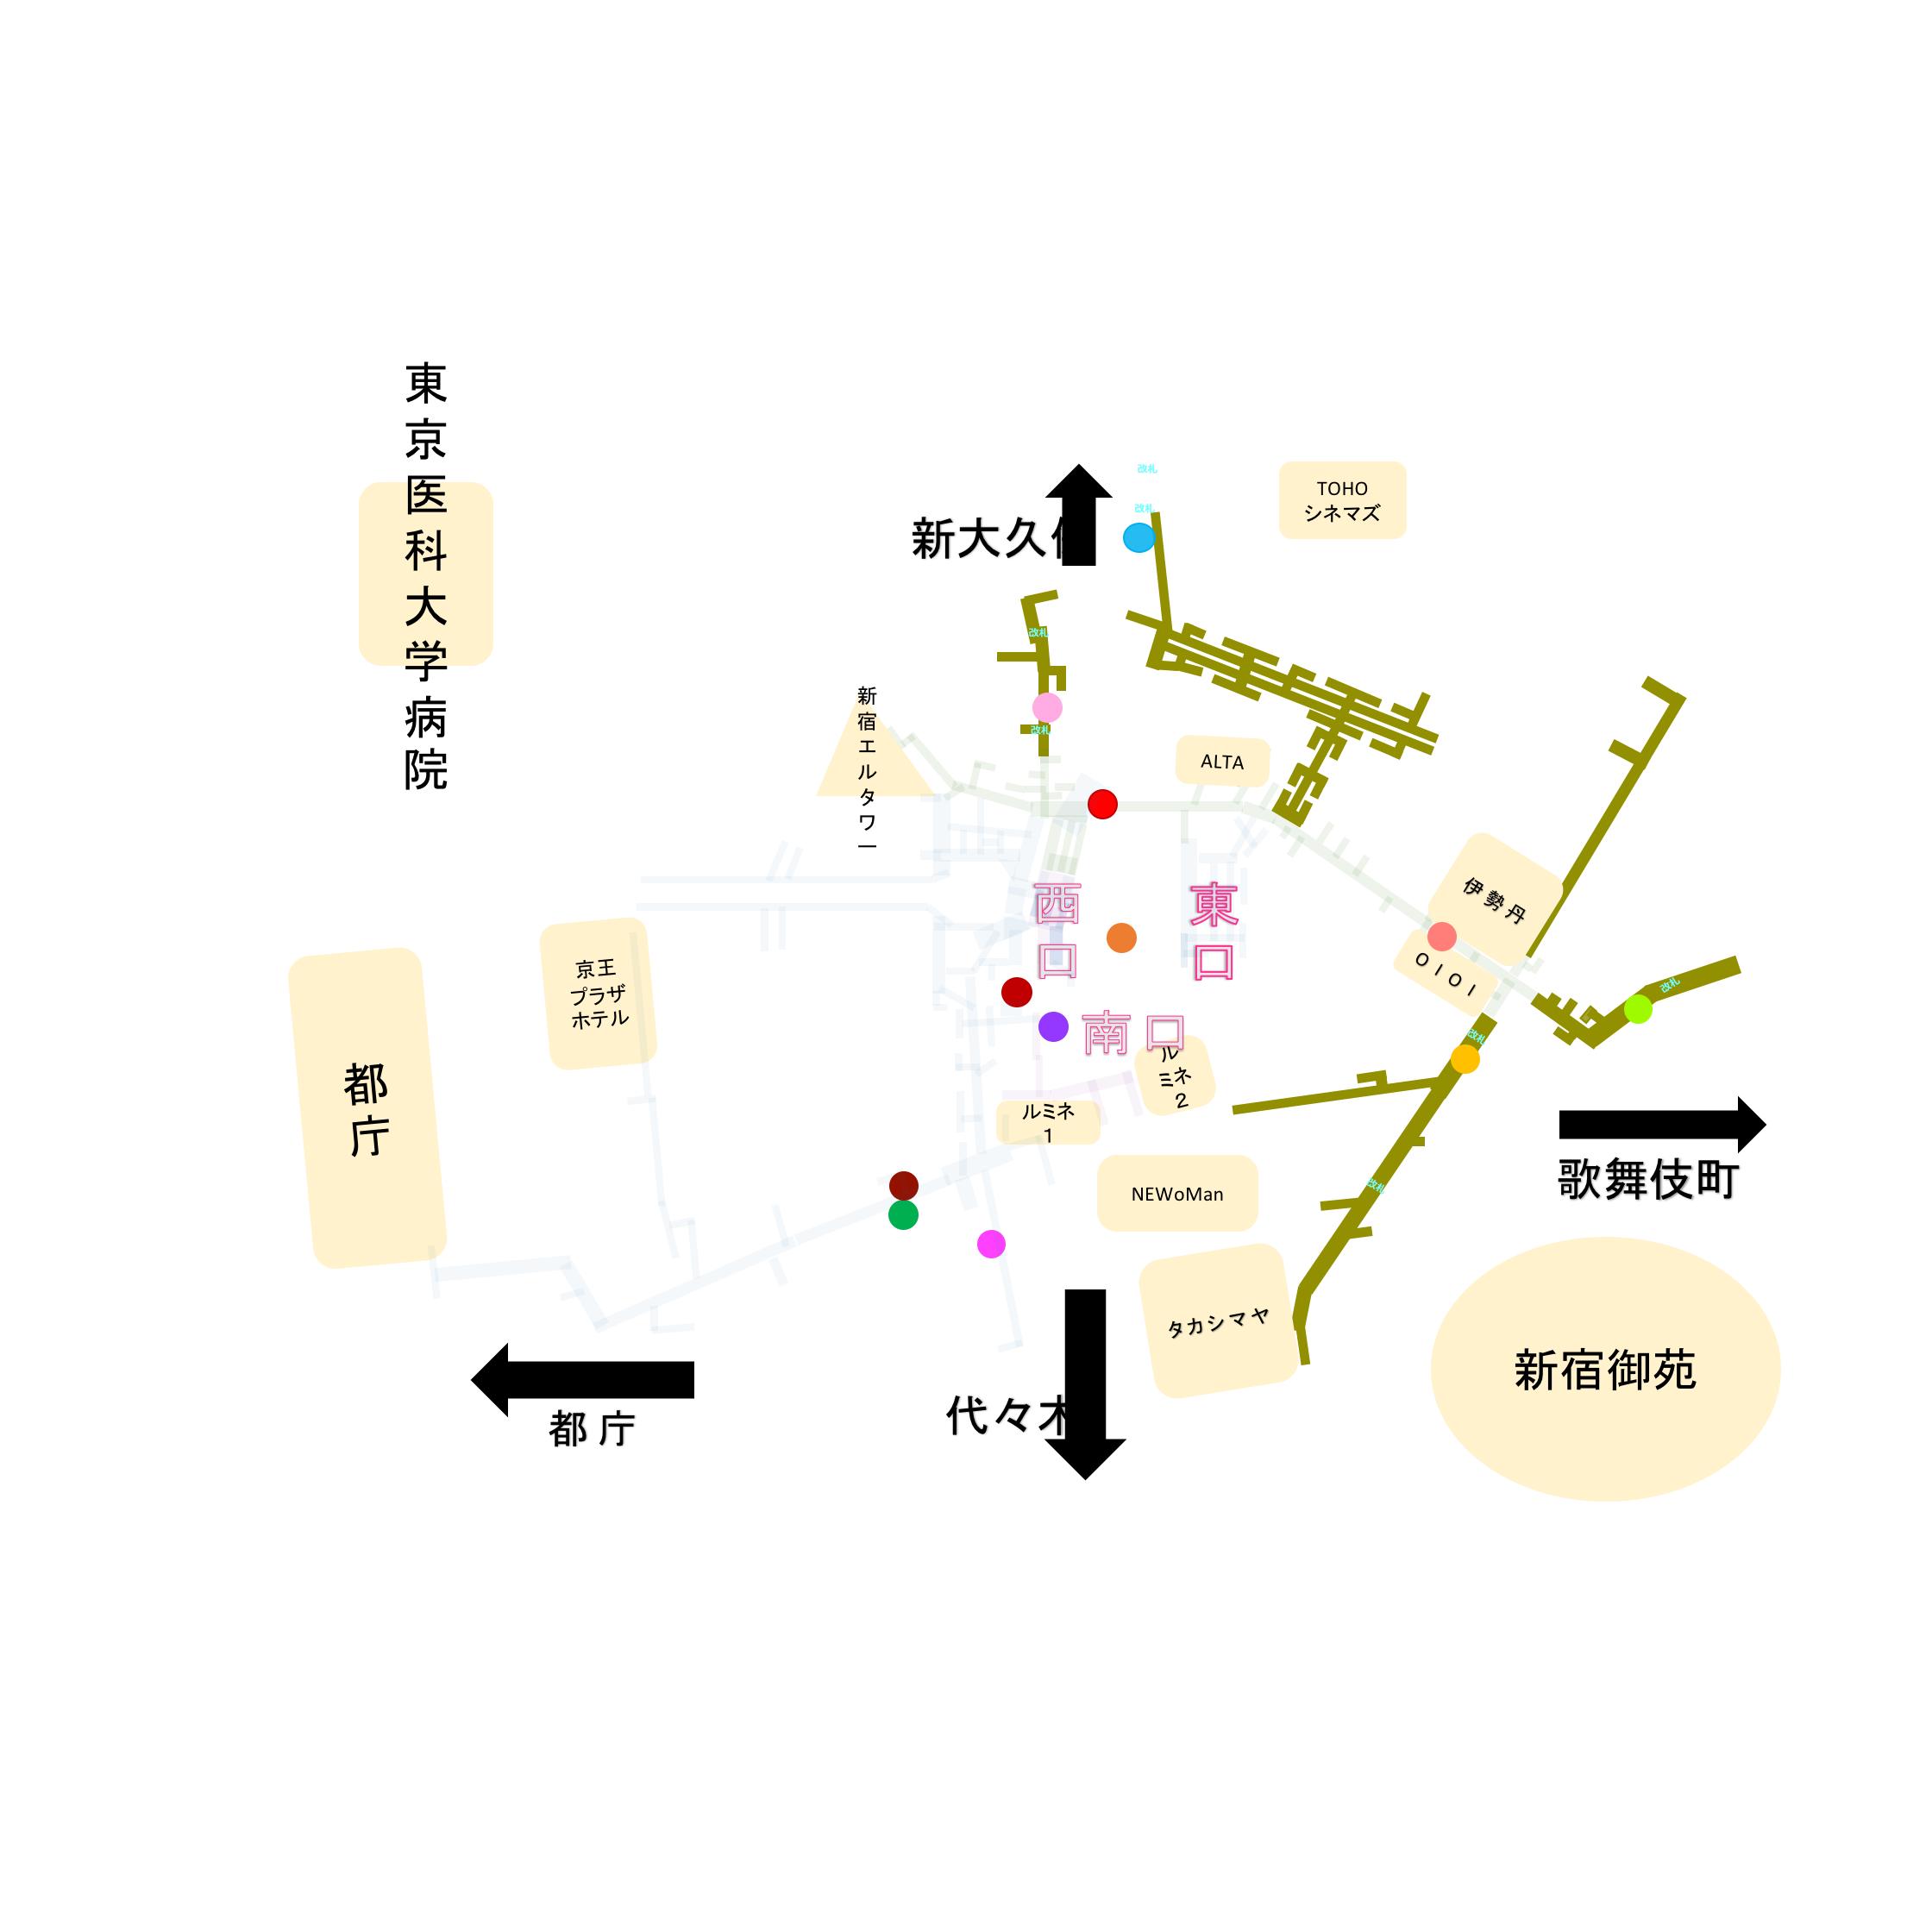 東京医科大学病院
改札
TOHO
シネマズ
改札
新大久
改札
新宿エルタワー
改札
ALTA
伊勢丹
西口
東口
OIOI
京王
プラザ
ホテル
改札
南口
改札
都庁
ル
ミネ
2
ルミネ
1
歌舞伎町
NEWoMan
改札
タカシマヤ
新宿御苑
代々木
都庁